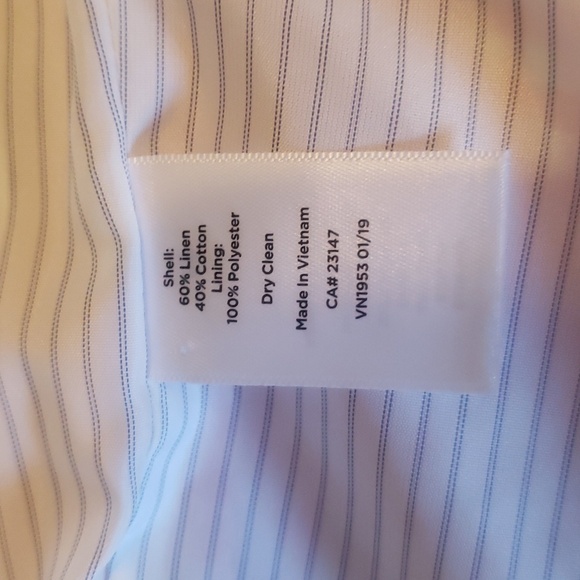 Shell:
60% Linen
40% Cotton
Lining:
100% Polyester
Dry Clean
Made In Vietnam
CA# 23147
VN1953 01/19